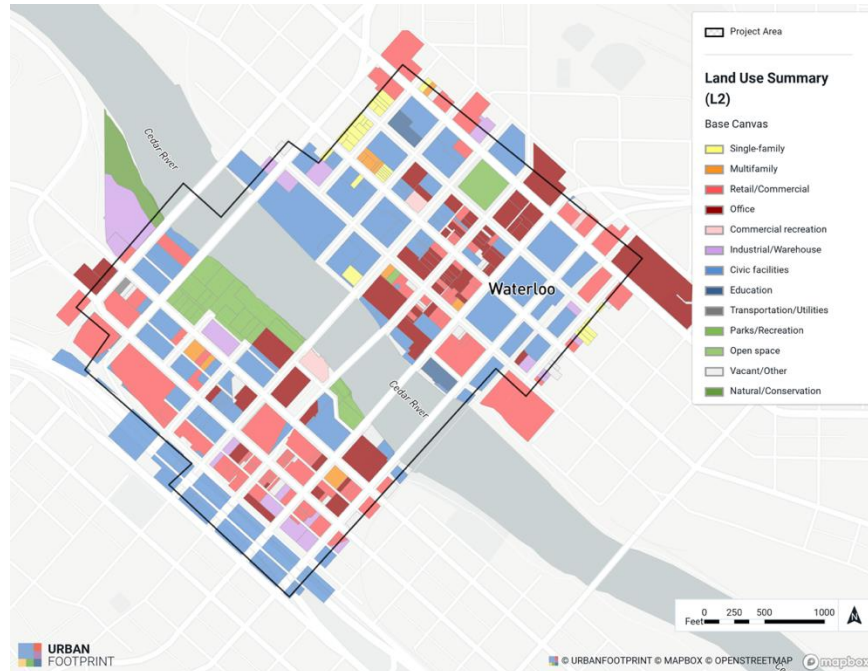 Project Area
Land Use Summary
(L2)
Base Canvas
Single-family
Multifamily
Retail/Commercial
Office
Commercial recreation
Industrial/Warehouse
Civic facilities
Education
Transportation/Utilities
Parks/Recreation
Open space
Vacant/Other
Natural/Conservation
Cedar River
Waterloo
Cedar River
0 250 500 1000
Feet
URBAN
FOOTPRINT
© URBANFOOTPRINT © MAPBOX © OPENSTREETMAP
mapbox